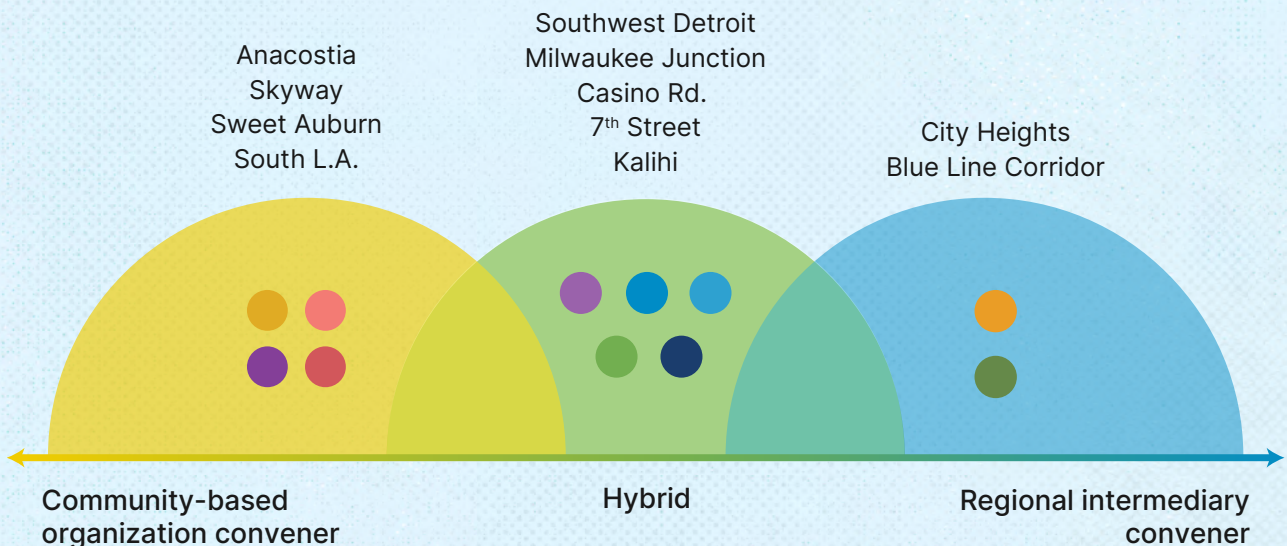 Anacostia
Skyway
Sweet Auburn
South L.A.
Southwest Detroit
Milwaukee Junction
Casino Rd.
7th Street
Kalihi
City Heights
Blue Line Corridor
Community-based
organization convener
Hybrid
Regional intermediary
convener